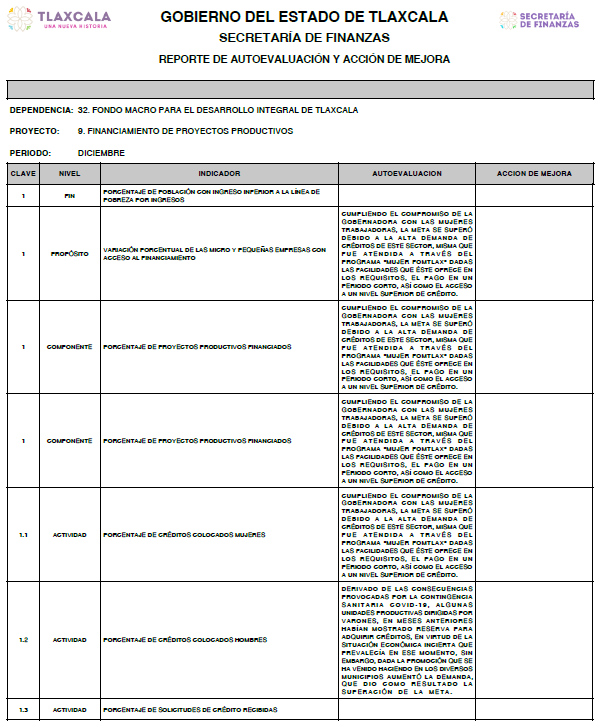 TLAXCALA
UNA NUEVA HISTORIA
GOBIERNO DEL ESTADO DE TLAXCALA
SECRETARÍA DE FINANZAS
REPORTE DE AUTOEVALUACIÓN Y ACCIÓN DE MEJORA
SECRETARÍA
DE FINANZAS
DEPENDENCIA: 32. FONDO MACRO PARA EL DESARROLLO INTEGRAL DE TLAXCALA
PROYECTO: 9. FINANCIAMIENTO DE PROYECTOS PRODUCTIVOS
PERIODO: DICIEMBRE
CLAVE NIVEL INDICADOR AUTOEVALUACION ACCION DE MEJORA
1 FIN PORCENTAJE DE POBLACIÓN CON INGRESO INFERIOR A LA LÍNEA DE
POBREZA POR INGRESOS
1 PROPÓSITO VARIACIÓN PORCENTUAL DE LAS MICRO Y PEQUEÑAS EMPRESAS CON
ACCESO AL FINANCIAMIENTO
CUMPLIENDO EL COMPROMISO DE LA
GOBERNADORA CON LAS MUJERES
TRABAJADORAS, LA META SE SUPERÓ
DEBIDO A LA ALTA DEMANDA DE
CRÉDITOS DE ESTE SECTOR, MISMA QUE
FUE ATENDIDA A TRAVÉS DEL
PROGRAMA "MUJER FOMTLAX" DADAS
LAS FACILIDADES QUE ÉSTE OFRECE EN
LOS REQUISITOS, EL PAGO EN UN
PERIODO CORTO, ASÍ COMO EL ACCESO
A UN NIVEL SUPERIOR DE CRÉDITO.
1 COMPONENTE PORCENTAJE DE PROYECTOS PRODUCTIVOS FINANCIADOS
CUMPLIENDO EL COMPROMISO DE LA
GOBERNADORA CON LAS MUJERES
TRABAJADORAS, LA META SE SUPERÓ
DEBIDO A LA ALTA DEMANDA DE
CRÉDITOS DE ESTE SECTOR, MISMA QUE
FUE ATENDIDA A TRAVÉS DEL
PROGRAMA "MUJER FOMTLAX" DADAS
LAS FACILIDADES QUE ÉSTE OFRECE EN
LOS REQUISITOS, EL PAGO EN UN
PERIODO CORTO, ASÍ COMO EL ACCESO
A UN NIVEL SUPERIOR DE CRÉDITO.
1 COMPONENTE PORCENTAJE DE PROYECTOS PRODUCTIVOS FINANCIADOS
CUMPLIENDO EL COMPROMISO DE LA
GOBERNADORA CON LAS MUJERES
TRABAJADORAS, LA META SE SUPERÓ
DEBIDO A LA ALTA DEMANDA DE
CRÉDITOS DE ESTE SECTOR, MISMA QUE
FUE ATENDIDA A TRAVÉS DEL
PROGRAMA "MUJER FOMTLAX" DADAS
LAS FACILIDADES QUE ÉSTE OFRECE EN
LOS REQUISITOS, EL PAGO EN UN
PERIODO CORTO, ASÍ COMO EL ACCESO
A UN NIVEL SUPERIOR DE CRÉDITO.
1.1 ACTIVIDAD PORCENTAJE DE CRÉDITOS COLOCADOS MUJERES
CUMPLIENDO EL COMPROMISO DE LA
GOBERNADORA CON LAS MUJERES
TRABAJADORAS, LA META SE SUPERÓ
DEBIDO A LA ALTA DEMANDA DE
CRÉDITOS DE ESTE SECTOR, MISMA QUE
FUE ATENDIDA A TRAVÉS DEL
PROGRAMA "MUJER FOMTLAX" DADAS
LAS FACILIDADES QUE ÉSTE OFRECE EN
LOS REQUISITOS, EL PAGO EN UN
PERIODO CORTO, ASÍ COMO EL ACCESO
A UN NIVEL SUPERIOR DE CRÉDITO.
1.2 ACTIVIDAD PORCENTAJE DE CRÉDITOS COLOCADOS HOMBRES
DERIVADO DE LAS CONSECUENCIAS
PROVOCADAS POR LA CONTINGENCIA
SANITARIA COVID-19, ALGUNAS
UNIDADES PRODUCTIVAS DIRIGIDAS POR
VARONES, EN MESES ANTERIORES
HABÍAN MOSTRADO RESERVA PARA
ADQUIRIR CRÉDITOS, EN VIRTUD DE LA
SITUACIÓN ECONÓMICA INCIERTA QUE
PREVALECÍA EN ESE MOMENTO, SIN
EMBARGO, DADA LA PROMOCIÓN QUE SE
HA VENIDO HACIENDO EN LOS DIVERSOS
MUNICIPIOS AUMENTÓ LA DEMANDA,
QUE DIO COMO RESULTADO LA
SUPERACIÓN DE LA META.
1.3 ACTIVIDAD PORCENTAJE DE SOLICITUDES DE CRÉDITO RECIBIDAS